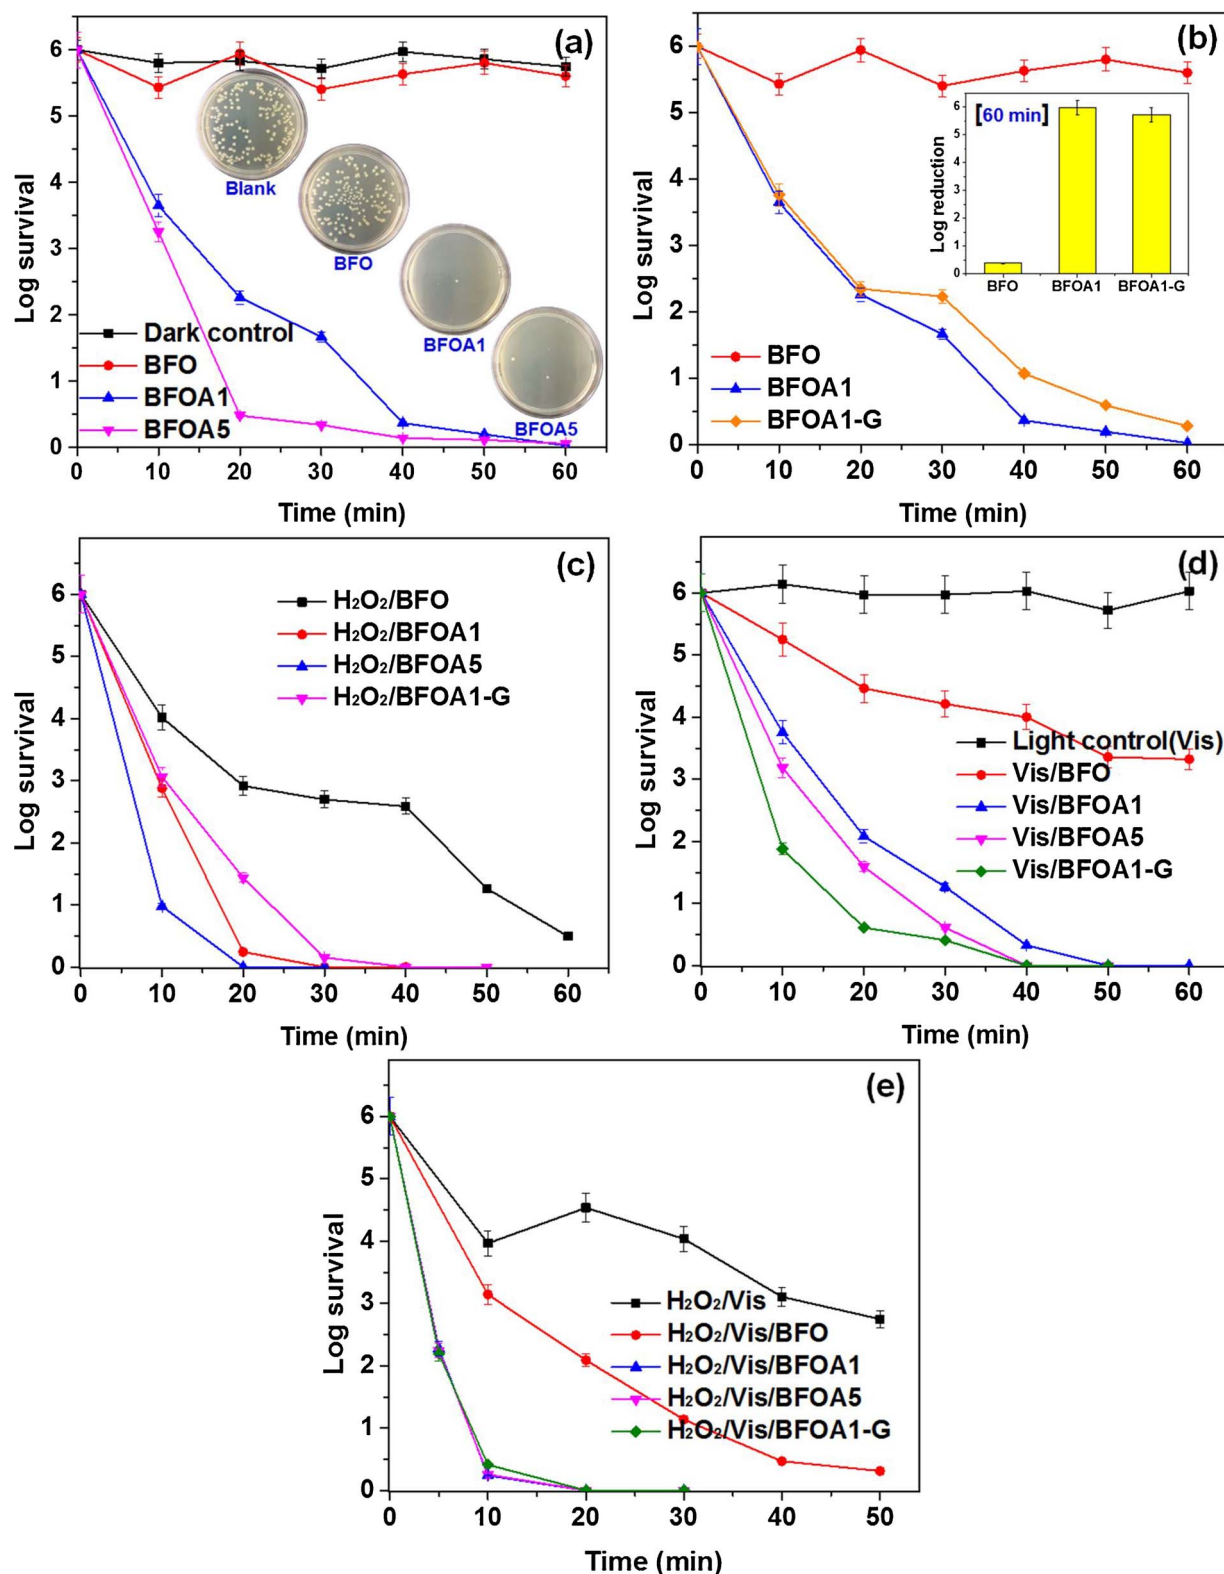 (a)
Log survival
6
5
4
3
2
1
0
Blank
BFO
BFOA1
BFOA5
Dark control
BFO
BFOA1
BFOA5
0 10 20 30 40 50 60
Time (min)
(b)
Log survival
6
5
4
3
2
1
0
[60 min]
Log reduction
6
5
4
3
2
1
0
BFO BFOA1 BFOA1-G
BFO
BFOA1
BFOA1-G
0 10 20 30 40 50 60
Time (min)
(c)
Log survival
6
5
4
3
2
1
0
H₂O₂/BFO
H₂O₂/BFOA1
H₂O₂/BFOA5
H₂O₂/BFOA1-G
0 10 20 30 40 50 60
Time (min)
(d)
Log survival
6
5
4
3
2
1
0
Light control(Vis)
Vis/BFO
Vis/BFOA1
Vis/BFOA5
Vis/BFOA1-G
0 10 20 30 40 50 60
Time (min)
(e)
Log survival
6
5
4
3
2
1
0
H₂O₂/Vis
H₂O₂/Vis/BFO
H₂O₂/Vis/BFOA1
H₂O₂/Vis/BFOA5
H₂O₂/Vis/BFOA1-G
0 10 20 30 40 50
Time (min)